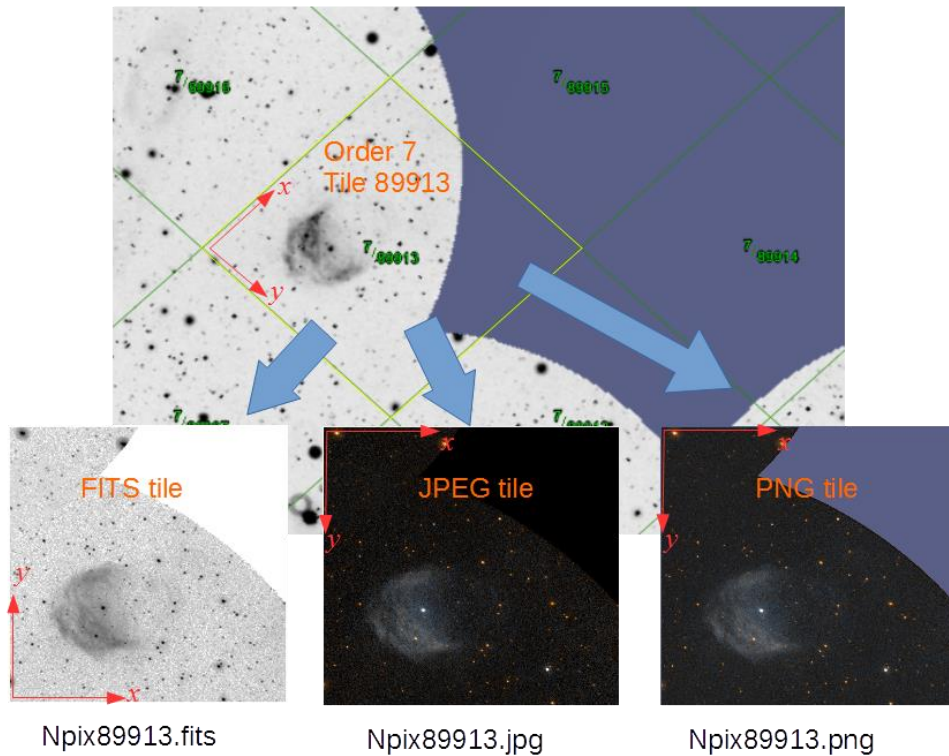 7/89916
7/89915
Order 7
Tile 89913
x
7/89913
7/89914
y
x
x
FITS tile
JPEG tile
PNG tile
y
y
y
x
Npix89913.fits
Npix89913.jpg
Npix89913.png